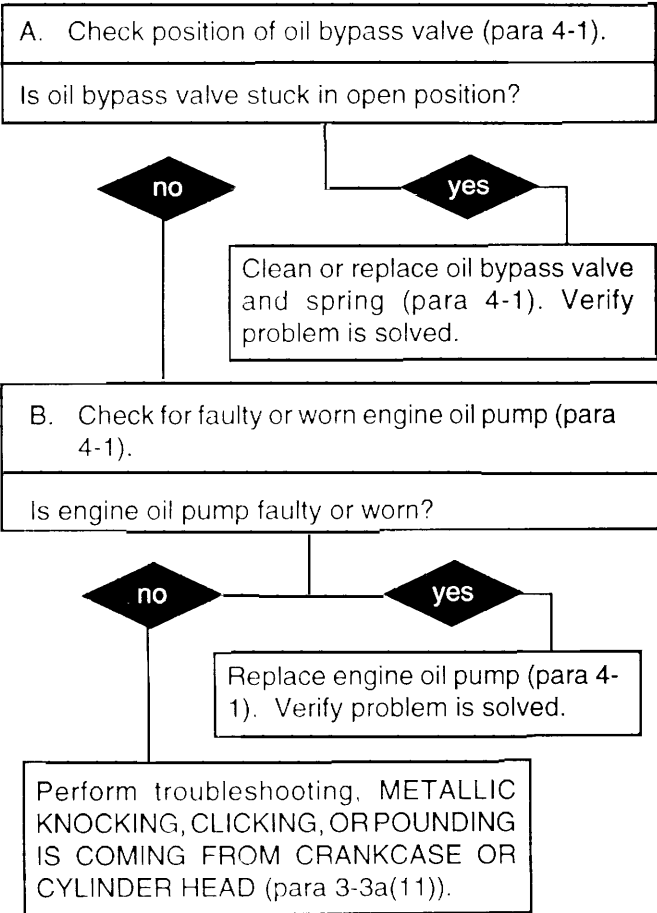 A. Check position of oil bypass valve (para 4-1).
Is oil bypass valve stuck in open position?
no
yes
Clean or replace oil bypass valve
and spring (para 4-1). Verify
problem is solved.
B. Check for faulty or worn engine oil pump (para
4-1).
Is engine oil pump faulty or worn?
no
yes
Replace engine oil pump (para 4-
1). Verify problem is solved.
Perform troubleshooting, METALLIC
KNOCKING, CLICKING, OR POUNDING
IS COMING FROM CRANKCASE OR
CYLINDER HEAD (para 3-3a(11)).